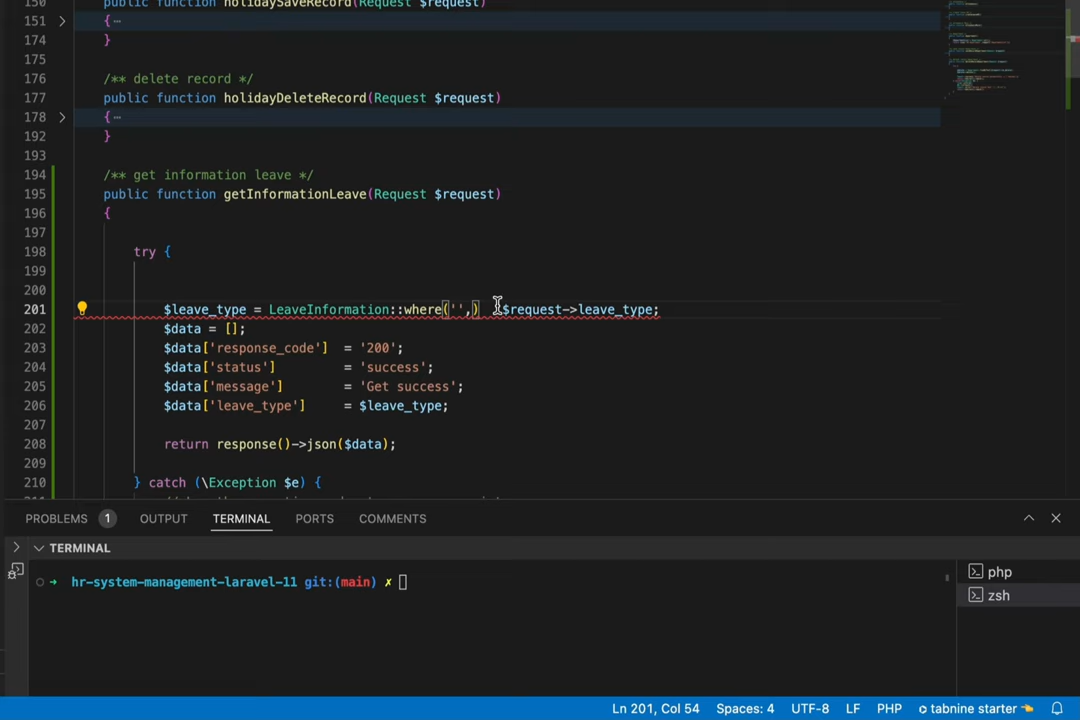 150 public function holidaySaveRecord(Request $request)
151 {
174 }
175
176 /** delete record */
177 public function holidayDeleteRecord(Request $request)
178 {
192 }
193
194 /** get information leave */
195 public function getInformationLeave(Request $request)
196 {
197
198 try {
199
200
201 $leave_type = LeaveInformation::where('',) $request->leave_type;
202 $data = [];
203 $data['response_code'] = '200';
204 $data['status'] = 'success';
205 $data['message'] = 'Get success';
206 $data['leave_type'] = $leave_type;
207
208 return response()->json($data);
209
210 } catch (\Exception $e) {
PROBLEMS 1 OUTPUT TERMINAL PORTS COMMENTS
TERMINAL
hr-system-management-laravel-11 git:(main) ✗
php
zsh
Ln 201, Col 54 Spaces: 4 UTF-8 LF PHP tabnine starter